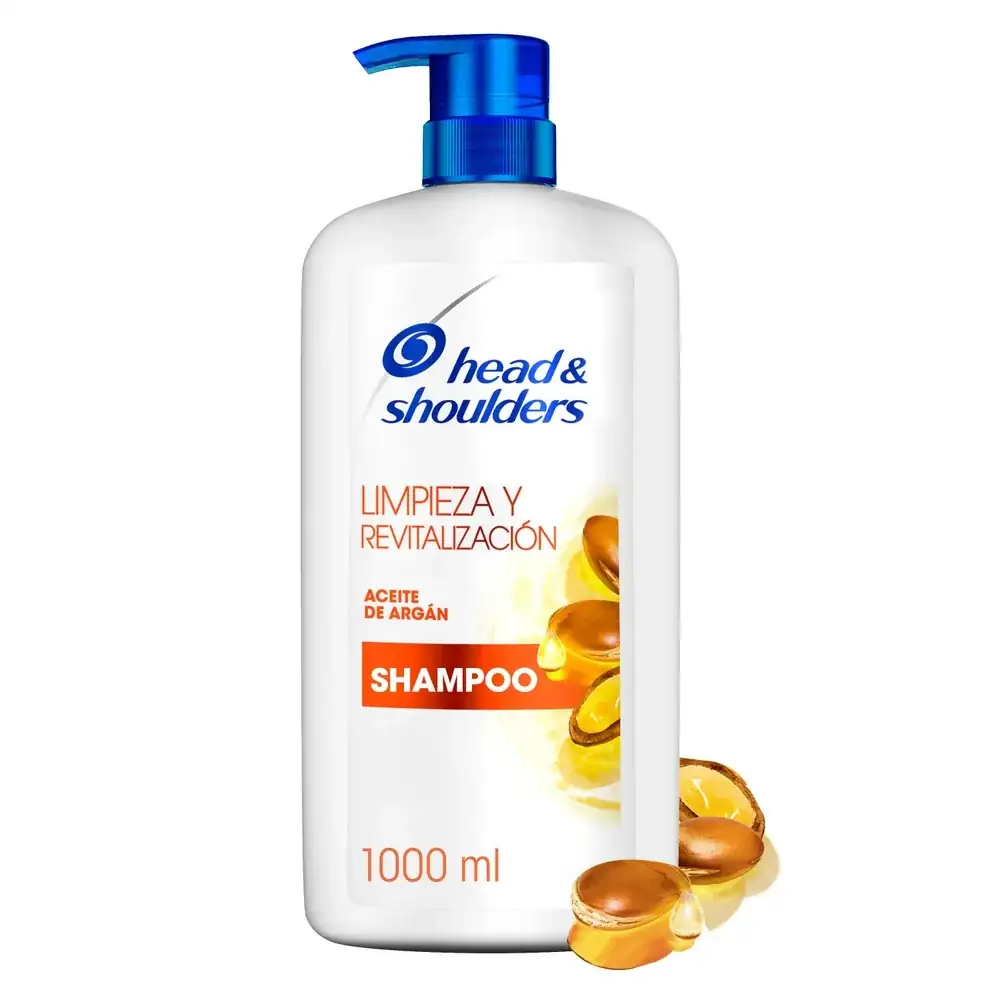 head &
shoulders
LIMPIEZA Y
REVITALIZACIÓN
ACEITE
DE ARGÁN
SHAMPOO
1000 ml